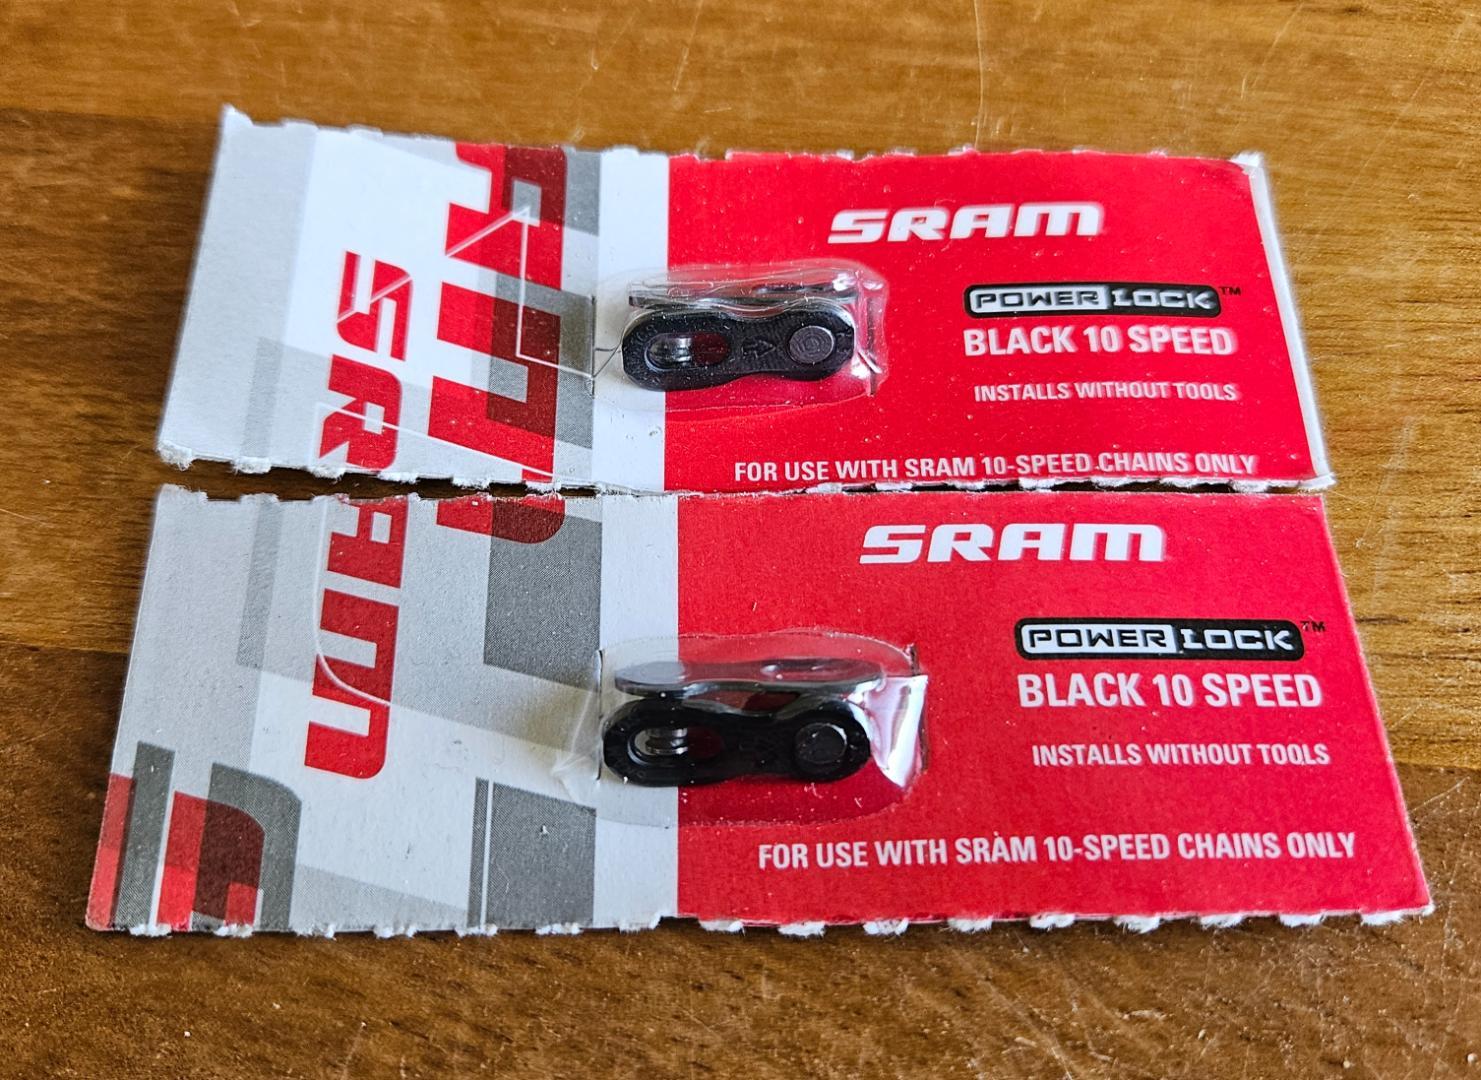 SRAM
POWER LOCK™
BLACK 10 SPEED
INSTALLS WITHOUT TOOLS
FOR USE WITH SRAM 10-SPEED CHAINS ONLY
SRAM
POWER LOCK™
BLACK 10 SPEED
INSTALLS WITHOUT TOOLS
FOR USE WITH SRAM 10-SPEED CHAINS ONLY
SRAM